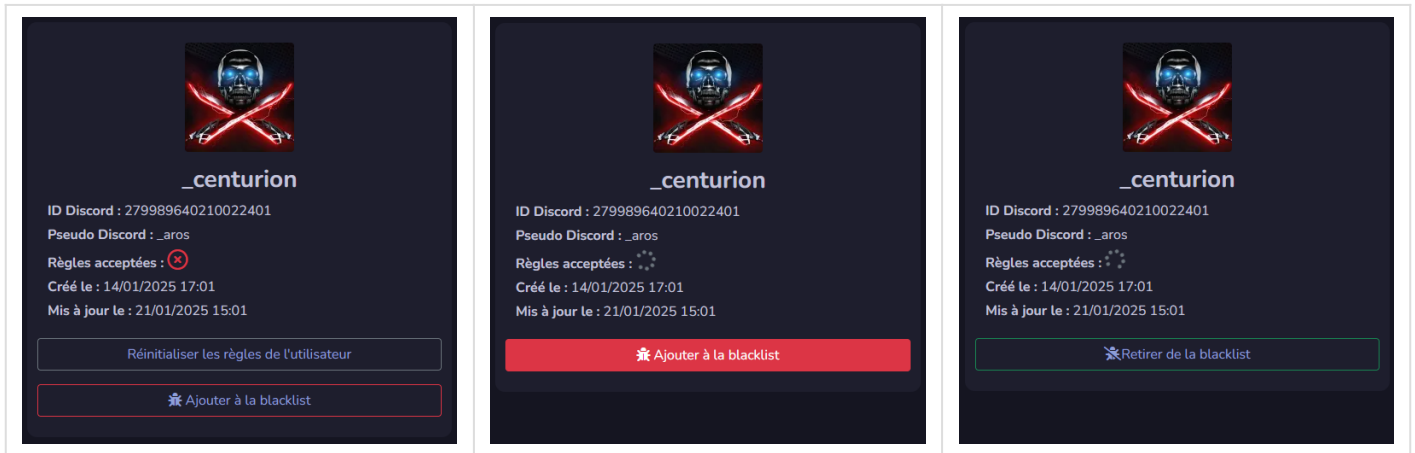 _centurion
ID Discord : 279989640210022401
Pseudo Discord : _aros
Règles acceptées :
Créé le : 14/01/2025 17:01
Mis à jour le : 21/01/2025 15:01
Réinitialiser les règles de l'utilisateur
Ajouter à la blacklist
_centurion
ID Discord : 279989640210022401
Pseudo Discord : _aros
Règles acceptées :
Créé le : 14/01/2025 17:01
Mis à jour le : 21/01/2025 15:01
Ajouter à la blacklist
_centurion
ID Discord : 279989640210022401
Pseudo Discord : _aros
Règles acceptées :
Créé le : 14/01/2025 17:01
Mis à jour le : 21/01/2025 15:01
Retirer de la blacklist